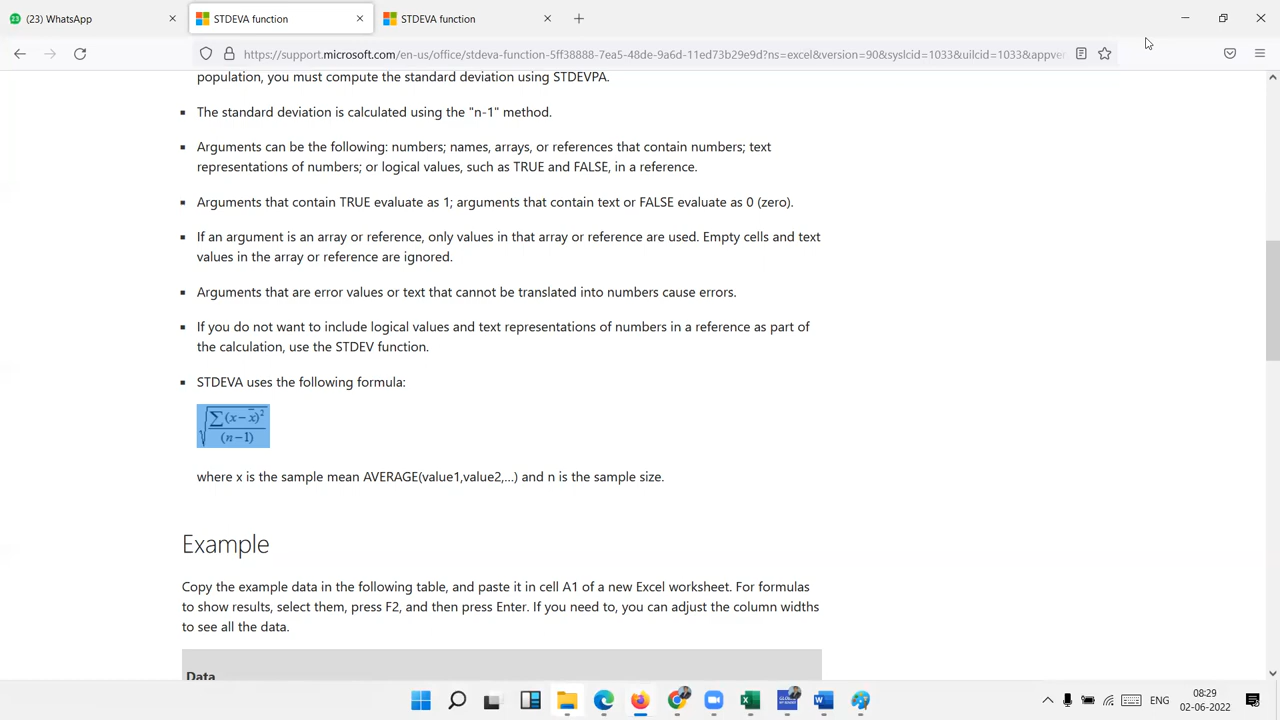 (23) WhatsApp
STDEVA function
STDEVA function
https://support.microsoft.com/en-us/office/stdeva-function-5ff38888-7ea5-48de-9a6d-11ed73b29e9d?ns=excel&version=90&syslcid=1033&uilcid=1033&appver
population, you must compute the standard deviation using STDEVPA.
▪ The standard deviation is calculated using the "n-1" method.
▪ Arguments can be the following: numbers; names, arrays, or references that contain numbers; text
representations of numbers; or logical values, such as TRUE and FALSE, in a reference.
▪ Arguments that contain TRUE evaluate as 1; arguments that contain text or FALSE evaluate as 0 (zero).
▪ If an argument is an array or reference, only values in that array or reference are used. Empty cells and text
values in the array or reference are ignored.
▪ Arguments that are error values or text that cannot be translated into numbers cause errors.
▪ If you do not want to include logical values and text representations of numbers in a reference as part of
the calculation, use the STDEV function.
▪ STDEVA uses the following formula:
√(∑(x−x̄)²/(n−1))
where x is the sample mean AVERAGE(value1,value2,…) and n is the sample size.
Example
Copy the example data in the following table, and paste it in cell A1 of a new Excel worksheet. For formulas
to show results, select them, press F2, and then press Enter. If you need to, you can adjust the column widths
to see all the data.
Data
ENG
08:29
02-06-2022